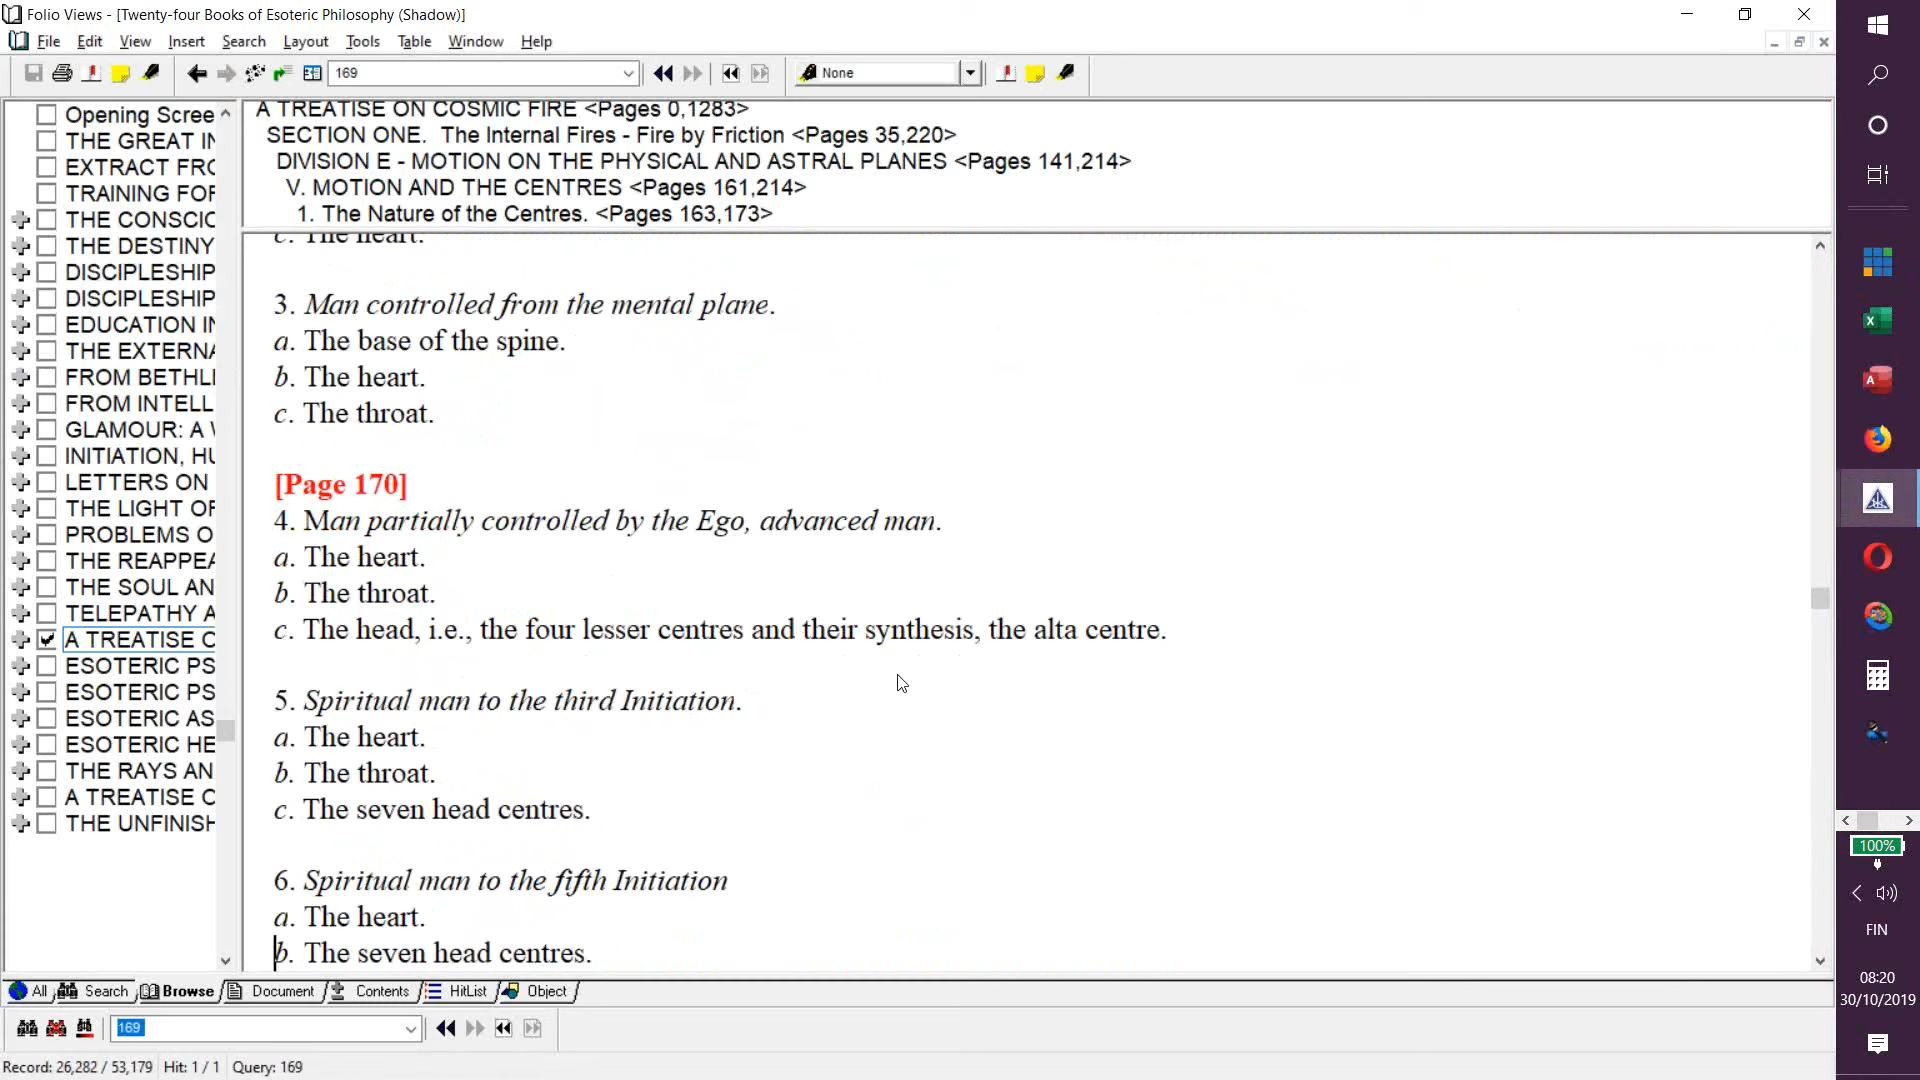 Folio Views - [Twenty-four Books of Esoteric Philosophy (Shadow)]
File Edit View Insert Search Layout Tools Table Window Help
169
None
Opening Scree
THE GREAT IN
EXTRACT FRO
TRAINING FOR
THE CONSCIO
THE DESTINY
DISCIPLESHIP
DISCIPLESHIP
EDUCATION IN
THE EXTERNA
FROM BETHLE
FROM INTELL
GLAMOUR: A W
INITIATION, HU
LETTERS ON
THE LIGHT OF
PROBLEMS O
THE REAPPEA
THE SOUL AN
TELEPATHY A
A TREATISE O
ESOTERIC PS
ESOTERIC PS
ESOTERIC AS
ESOTERIC HE
THE RAYS AN
A TREATISE O
THE UNFINISH
A TREATISE ON COSMIC FIRE <Pages 0,1283>
SECTION ONE. The Internal Fires - Fire by Friction <Pages 35,220>
DIVISION E - MOTION ON THE PHYSICAL AND ASTRAL PLANES <Pages 141,214>
V. MOTION AND THE CENTRES <Pages 161,214>
1. The Nature of the Centres. <Pages 163,173>
c. The heart.
3. Man controlled from the mental plane.
a. The base of the spine.
b. The heart.
c. The throat.
[Page 170]
4. Man partially controlled by the Ego, advanced man.
a. The heart.
b. The throat.
c. The head, i.e., the four lesser centres and their synthesis, the alta centre.
5. Spiritual man to the third Initiation.
a. The heart.
b. The throat.
c. The seven head centres.
6. Spiritual man to the fifth Initiation
a. The heart.
b. The seven head centres.
All Search Browse Document Contents HitList Object
169
Record: 26,282 / 53,179 Hit: 1 / 1 Query: 169
100%
FIN
08:20
30/10/2019